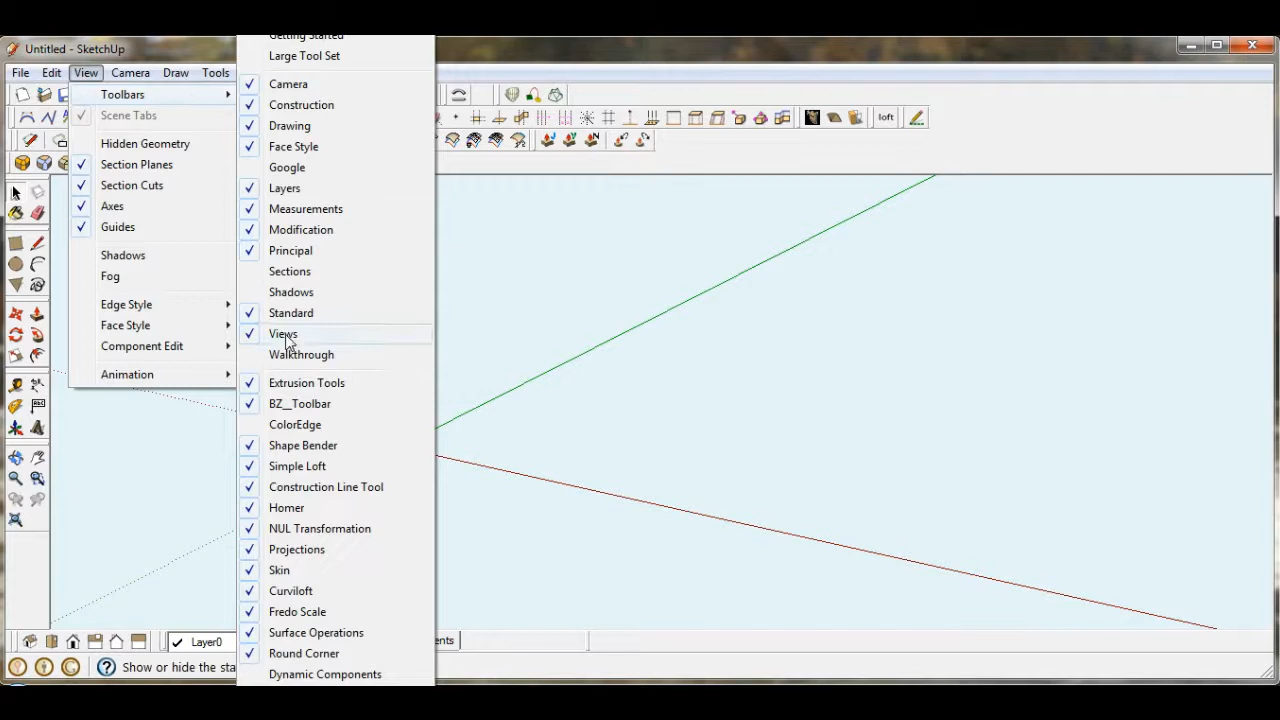 Untitled - SketchUp
File Edit View Camera Draw Tools
Toolbars
Scene Tabs
Hidden Geometry
Section Planes
Section Cuts
Axes
Guides
Shadows
Fog
Edge Style
Face Style
Component Edit
Animation
Getting Started
Large Tool Set
Camera
Construction
Drawing
Face Style
Google
Layers
Measurements
Modification
Principal
Sections
Shadows
Standard
Views
Walkthrough
Extrusion Tools
BZ__Toolbar
ColorEdge
Shape Bender
Simple Loft
Construction Line Tool
Homer
NUL Transformation
Projections
Skin
Curviloft
Fredo Scale
Surface Operations
Round Corner
Dynamic Components
loft
Layer0
ents
Show or hide the sta